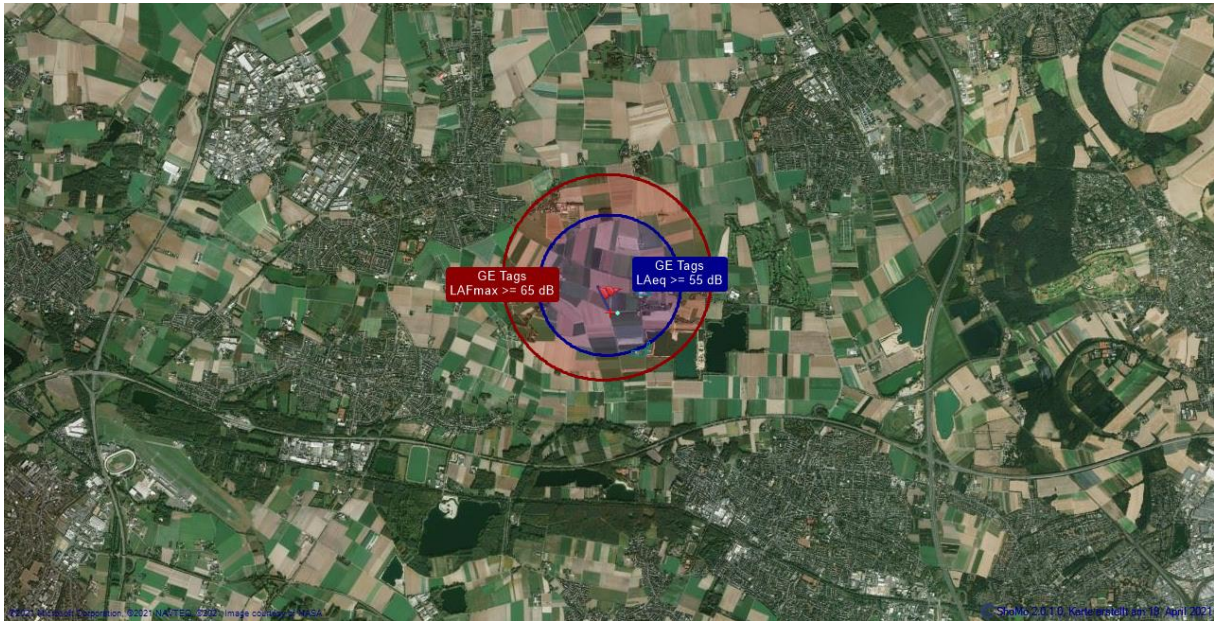 GE Tags
LAFmax >= 65 dB
GE Tags
LAeq >= 55 dB
©2021 Microsoft Corporation, ©2021 NAVTEQ, ©2021 Image courtesy of NASA
© ShoMo 2.0.1.0, Karte erstellt am 18. April 2021